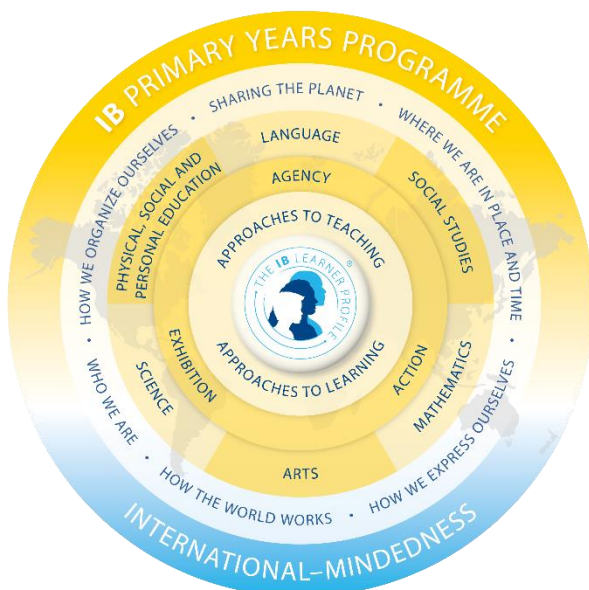 IB PRIMARY YEARS PROGRAMME
SHARING THE PLANET
WHERE WE ARE IN PLACE AND TIME
HOW WE EXPRESS OURSELVES
HOW THE WORLD WORKS
WHO WE ARE
HOW WE ORGANIZE OURSELVES
LANGUAGE
SOCIAL STUDIES
MATHEMATICS
ARTS
SCIENCE
PHYSICAL, SOCIAL AND
PERSONAL EDUCATION
AGENCY
ACTION
EXHIBITION
APPROACHES TO TEACHING
APPROACHES TO LEARNING
THE IB LEARNER PROFILE ®
INTERNATIONAL–MINDEDNESS